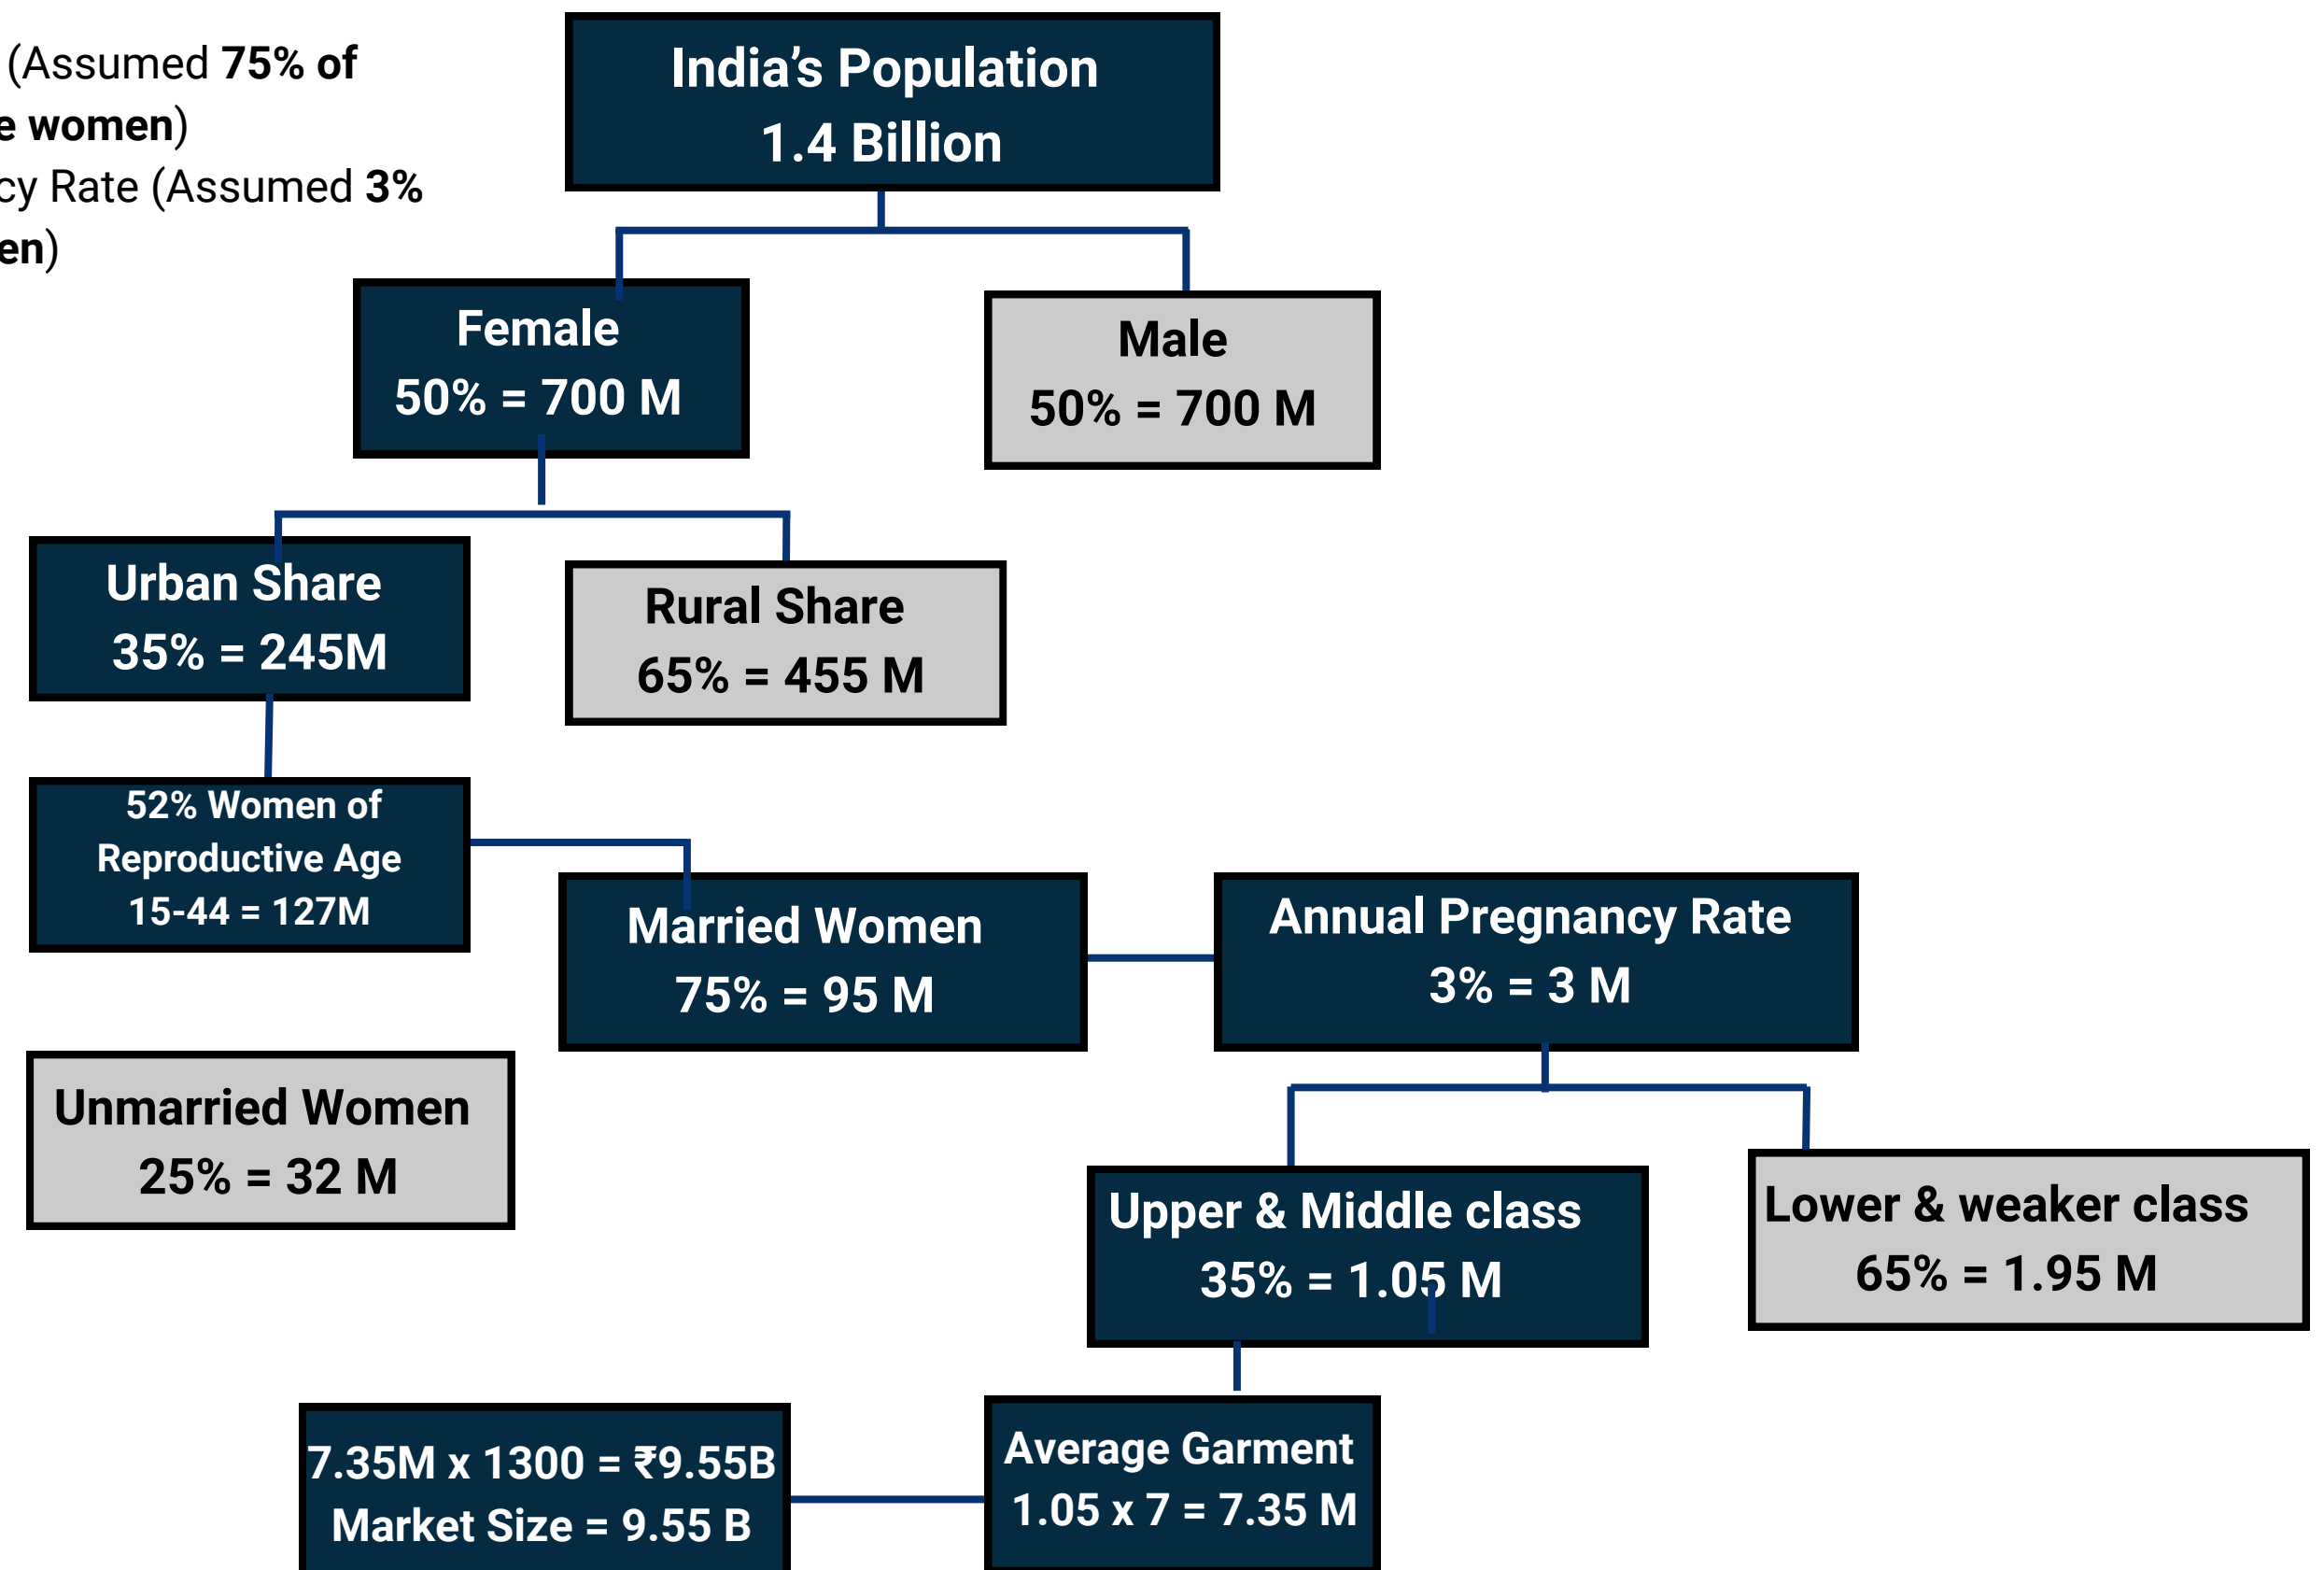 (Assumed 75% of
women)
Rate (Assumed 3%
India's Population
1.4 Billion
Female
50% = 700 M
Male
50% = 700 M
Urban Share
35% = 245M
Rural Share
65% = 455 M
52% Women of
Reproductive Age
15-44 = 127M
Married Women
75% = 95 M
Annual Pregnancy Rate
3% = 3 M
Unmarried Women
25% = 32 M
Upper & Middle class
35% = 1.05 M
Lower & weaker class
65% = 1.95 M
Average Garment
1.05 x 7 = 7.35 M
7.35M x 1300 = ₹9.55B
Market Size = 9.55 B